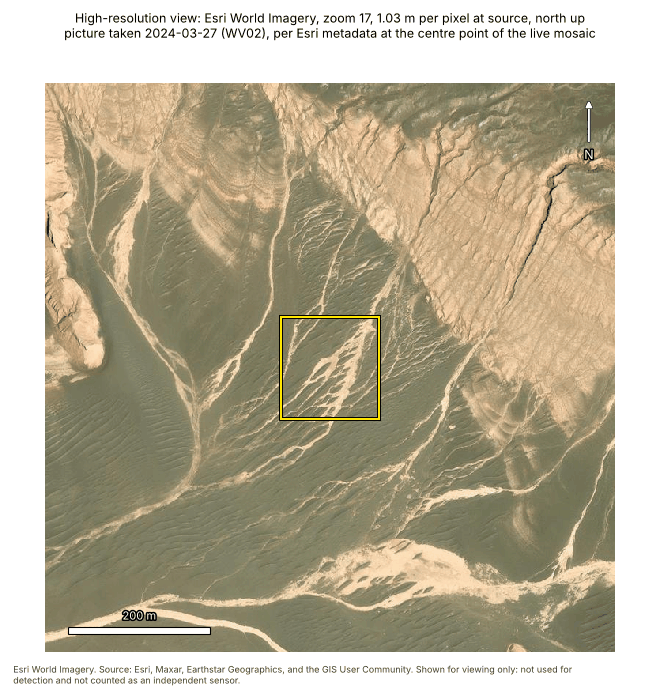 High-resolution view: Esri World Imagery, zoom 17, 1.03 m per pixel at source, north up
picture taken 2024-03-27 (WV02), per Esri metadata at the centre point of the live mosaic
N
200 m
Esri World Imagery. Source: Esri, Maxar, Earthstar Geographics, and the GIS User Community. Shown for viewing only: not used for
detection and not counted as an independent sensor.